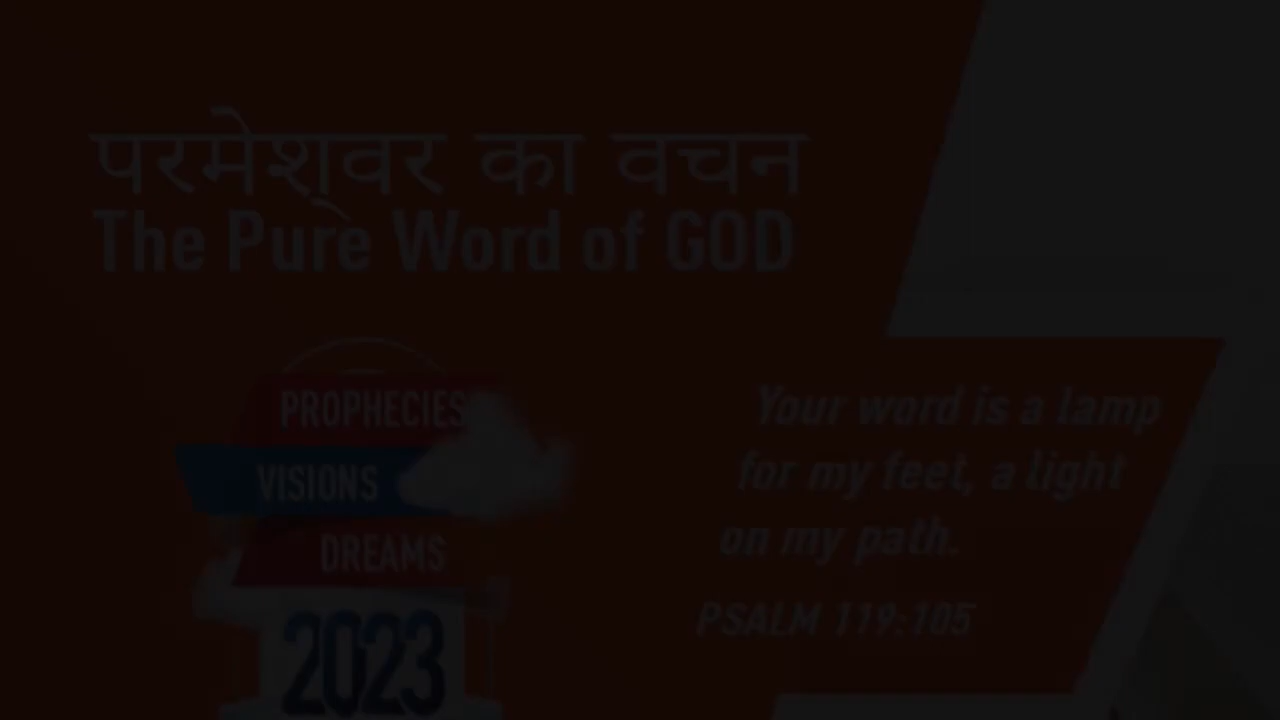 परमेश्वर का वचन
The Pure Word of GOD
PROPHECIES
VISIONS
DREAMS
2023
Your word is a lamp
for my feet, a light
on my path.
PSALM 119:105